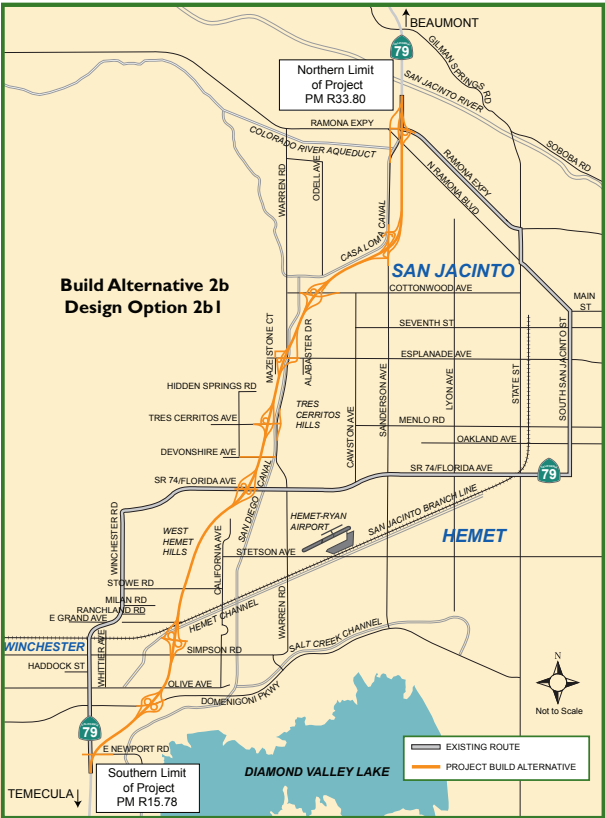 BEAUMONT
CALIFORNIA
79
GILMAN SPRINGS RD
Northern Limit
of Project
PM R33.80
SAN JACINTO RIVER
RAMONA EXPY
COLORADO RIVER AQUEDUCT
SOBOBA RD
RAMONA EXPY
N RAMONA BLVD
WARREN RD
ODELL AVE
CASA LOMA CANAL
SAN JACINTO
Build Alternative 2b
Design Option 2b1
COTTONWOOD AVE
MAIN
ST
SEVENTH ST
MAZE STONE CT
ALABASTER DR
ESPLANADE AVE
SANDERSON AVE
LYON AVE
STATE ST
SOUTH SAN JACINTO ST
HIDDEN SPRINGS RD
TRES
CERRITOS
HILLS
TRES CERRITOS AVE
CAWSTON AVE
MENLO RD
OAKLAND AVE
DEVONSHIRE AVE
SR 74/FLORIDA AVE
SR 74/FLORIDA AVE
CALIFORNIA
79
SAN DIEGO CANAL
WINCHESTER RD
WEST
HEMET
HILLS
HEMET-RYAN
AIRPORT
SAN JACINTO BRANCH LINE
HEMET
CALIFORNIA AVE
STETSON AVE
STOWE RD
MILAN RD
RANCHLAND RD
E GRAND AVE
HEMET CHANNEL
WARREN RD
WINCHESTER
WHITTIER AVE
SIMPSON RD
SALT CREEK CHANNEL
HADDOCK ST
OLIVE AVE
DOMENIGONI PKWY
N
Not to Scale
CALIFORNIA
79
E NEWPORT RD
EXISTING ROUTE
PROJECT BUILD ALTERNATIVE
Southern Limit
of Project
PM R15.78
DIAMOND VALLEY LAKE
TEMECULA